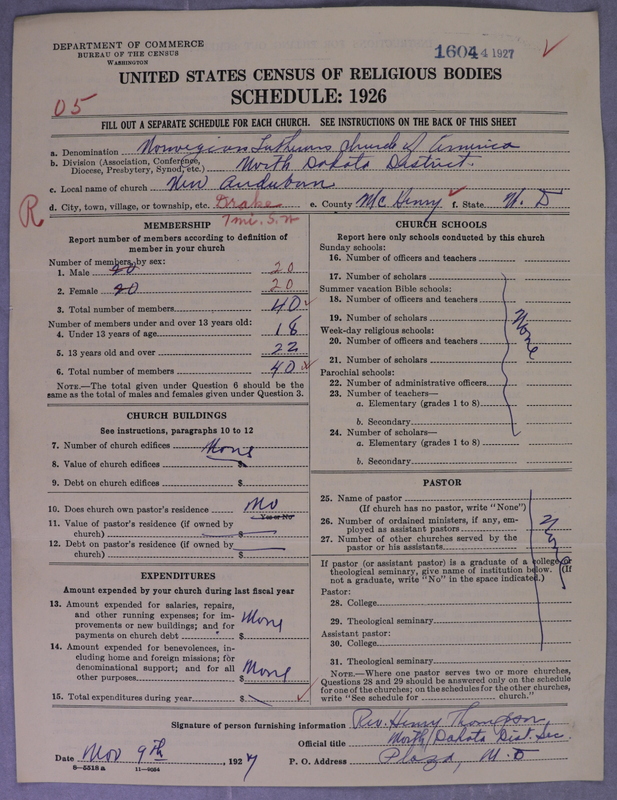 DEPARTMENT OF COMMERCE
BUREAU OF THE CENSUS
WASHINGTON
1604 4 1927
UNITED STATES CENSUS OF RELIGIOUS BODIES
SCHEDULE: 1926
05
FILL OUT A SEPARATE SCHEDULE FOR EACH CHURCH. SEE INSTRUCTIONS ON THE BACK OF THIS SHEET
a. Denomination Norwegian Lutheran Church of America
b. Division (Association, Conference, Diocese, Presbytery, Synod, etc.) North Dakota District.
c. Local name of church New Audubon
d. City, town, village, or township, etc. Drake e. County McHenry f. State N. D
R 7 mi. S.W
MEMBERSHIP
Report number of members according to definition of
member in your church
Number of members by sex:
1. Male 20 20
2. Female 20 20
3. Total number of members 40
Number of members under and over 13 years old:
4. Under 13 years of age 18
5. 13 years old and over 22
6. Total number of members 40
NOTE.—The total given under Question 6 should be the
same as the total of males and females given under Question 3.
CHURCH BUILDINGS
See instructions, paragraphs 10 to 12
7. Number of church edifices None
8. Value of church edifices $
9. Debt on church edifices $
10. Does church own pastor's residence No
Yes or No
11. Value of pastor's residence (if owned by
church) $
12. Debt on pastor's residence (if owned by
church) $
EXPENDITURES
Amount expended by your church during last fiscal year
13. Amount expended for salaries, repairs,
and other running expenses; for im-
provements or new buildings; and for
payments on church debt $ None
14. Amount expended for benevolences, in-
cluding home and foreign missions; for
denominational support; and for all
other purposes $ None
15. Total expenditures during year $
CHURCH SCHOOLS
Report here only schools conducted by this church
Sunday schools:
16. Number of officers and teachers
17. Number of scholars
Summer vacation Bible schools:
18. Number of officers and teachers
19. Number of scholars None
Week-day religious schools:
20. Number of officers and teachers
21. Number of scholars
Parochial schools:
22. Number of administrative officers
23. Number of teachers—
a. Elementary (grades 1 to 8)
b. Secondary
24. Number of scholars—
a. Elementary (grades 1 to 8)
b. Secondary
PASTOR
25. Name of pastor
(If church has no pastor, write "None")
26. Number of ordained ministers, if any, em-
ployed as assistant pastors
27. Number of other churches served by the
pastor or his assistants
If pastor (or assistant pastor) is a graduate of a college or
theological seminary, give name of institution below. (If
not a graduate, write "No" in the space indicated.)
Pastor:
28. College
29. Theological seminary
Assistant pastor:
30. College
31. Theological seminary
NOTE.—Where one pastor serves two or more churches,
Questions 28 and 29 should be answered only on the schedule
for one of the churches; on the schedules for the other churches,
write "See schedule for church."
Signature of person furnishing information Rev. Henry Thompson,
Official title North Dakota Dist. Sec.
Date Nov 9th, 1927 P. O. Address Plaza, N. D
8—5518 a 11—9054